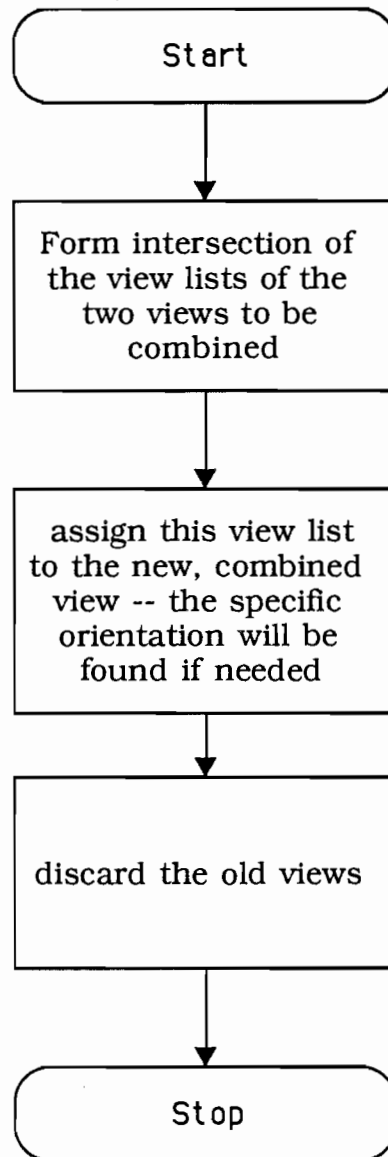 Start
Form intersection of
the view lists of the
two views to be
combined
assign this view list
to the new, combined
view -- the specific
orientation will be
found if needed
discard the old views
Stop